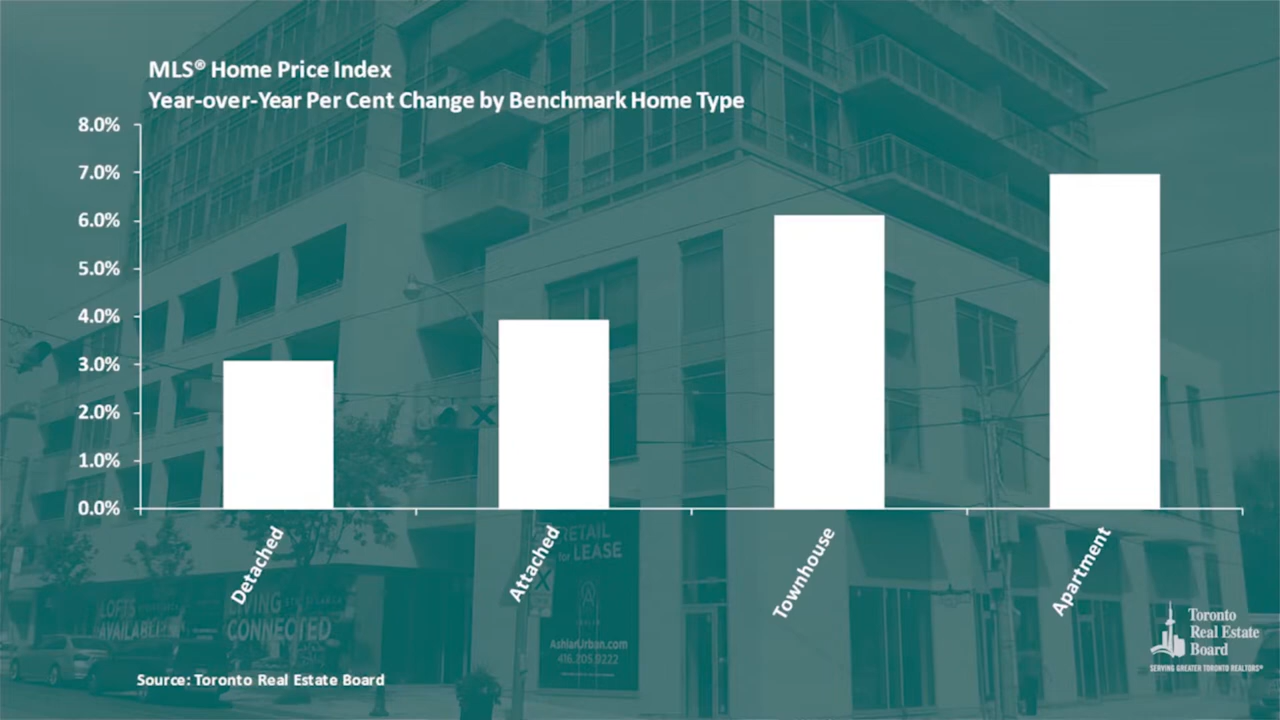 MLS® Home Price Index
Year-over-Year Per Cent Change by Benchmark Home Type
8.0%
7.0%
6.0%
5.0%
4.0%
3.0%
2.0%
1.0%
0.0%
Detached
Attached
Townhouse
Apartment
RETAIL
for LEASE
LOFTS
AVAILABLE!
LIVING
CONNECTED
AshlarUrban.com
416.205.9222
Source: Toronto Real Estate Board
Toronto
Real Estate
Board
SERVING GREATER TORONTO REALTORS®